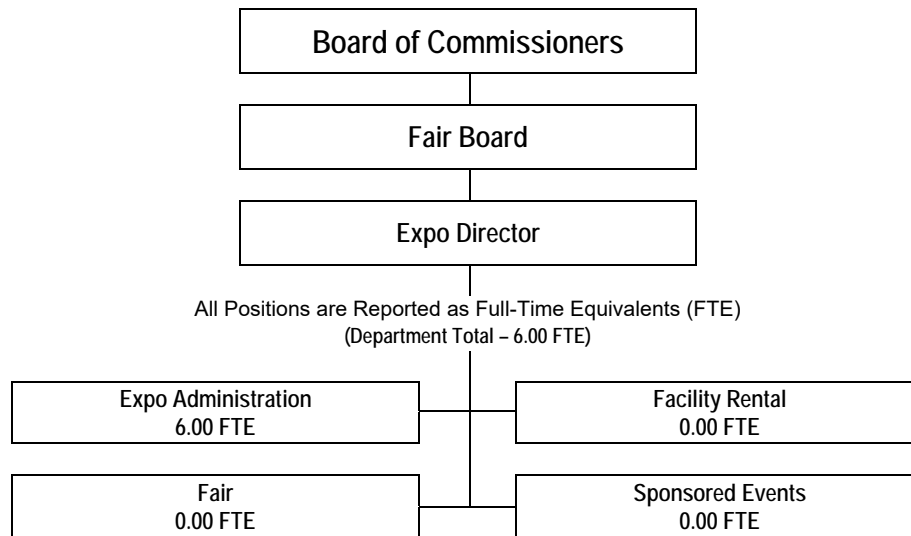 Board of Commissioners
Fair Board
Expo Director
All Positions are Reported as Full-Time Equivalents (FTE)
(Department Total – 6.00 FTE)
Expo Administration
6.00 FTE
Facility Rental
0.00 FTE
Fair
0.00 FTE
Sponsored Events
0.00 FTE